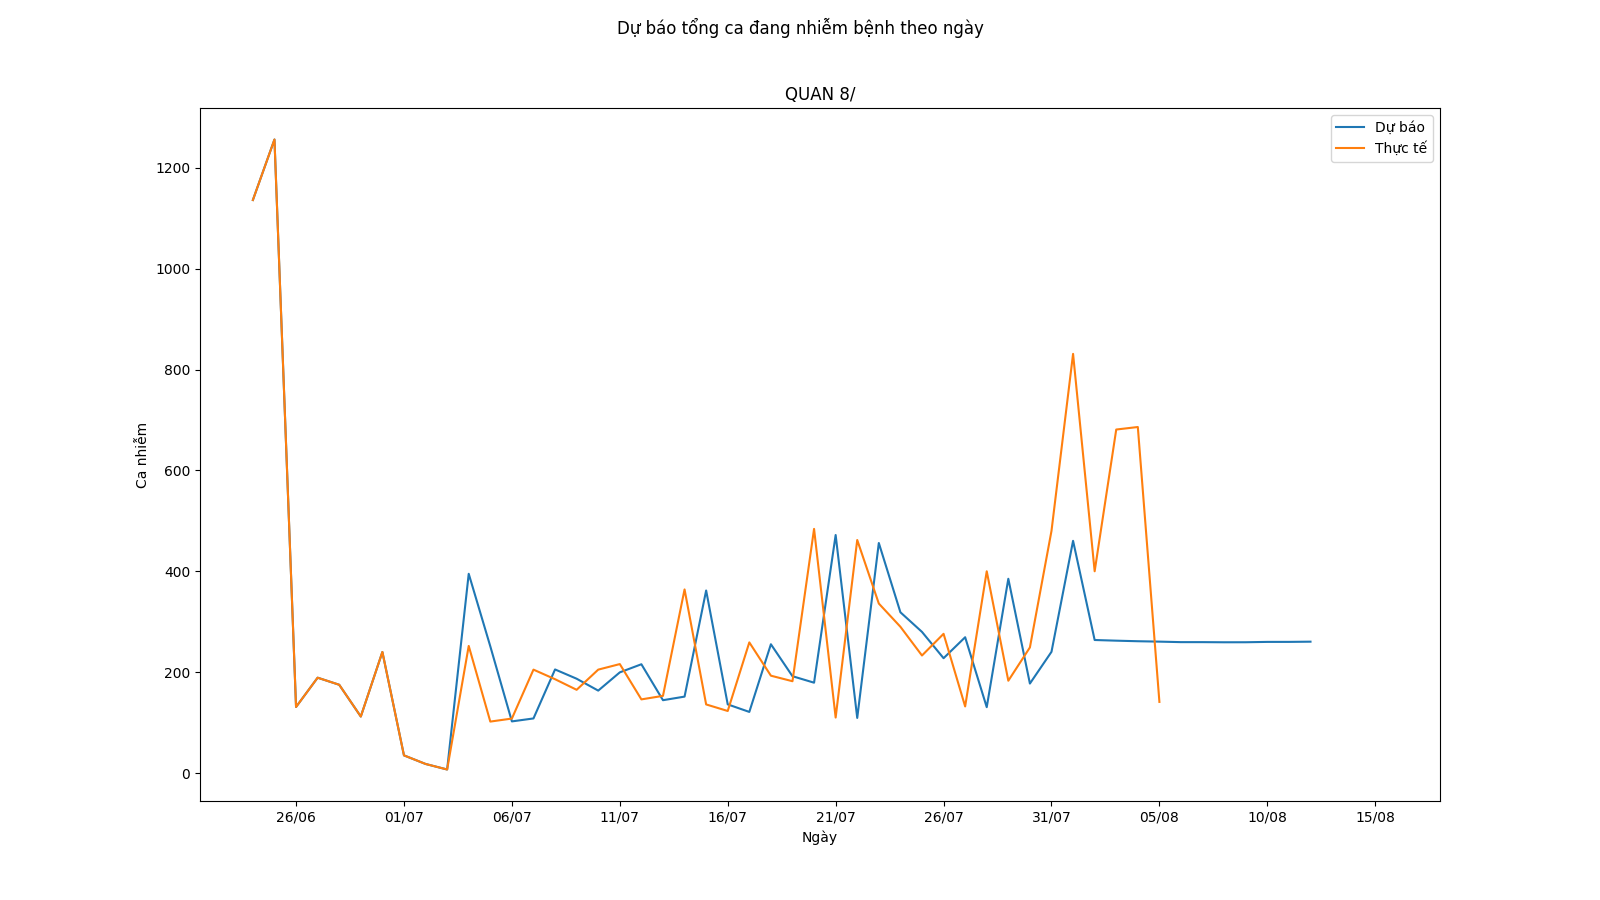 Dự báo tổng ca đang nhiễm bệnh theo ngày
QUAN 8/
Dự báo
Thực tế
1200
1000
800
600
400
200
0
Ca nhiễm
26/06 01/07 06/07 11/07 16/07 21/07 26/07 31/07 05/08 10/08 15/08
Ngày